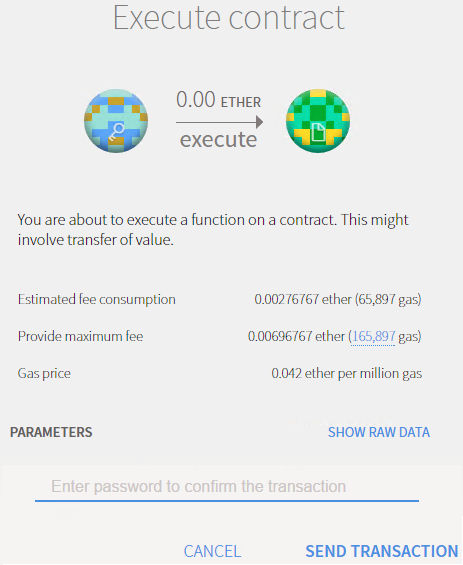 Execute contract
0.00 ETHER
execute
You are about to execute a function on a contract. This might
involve transfer of value.
Estimated fee consumption 0.00276767 ether (65,897 gas)
Provide maximum fee 0.00696767 ether (165,897 gas)
Gas price 0.042 ether per million gas
PARAMETERS SHOW RAW DATA
Enter password to confirm the transaction
CANCEL SEND TRANSACTION